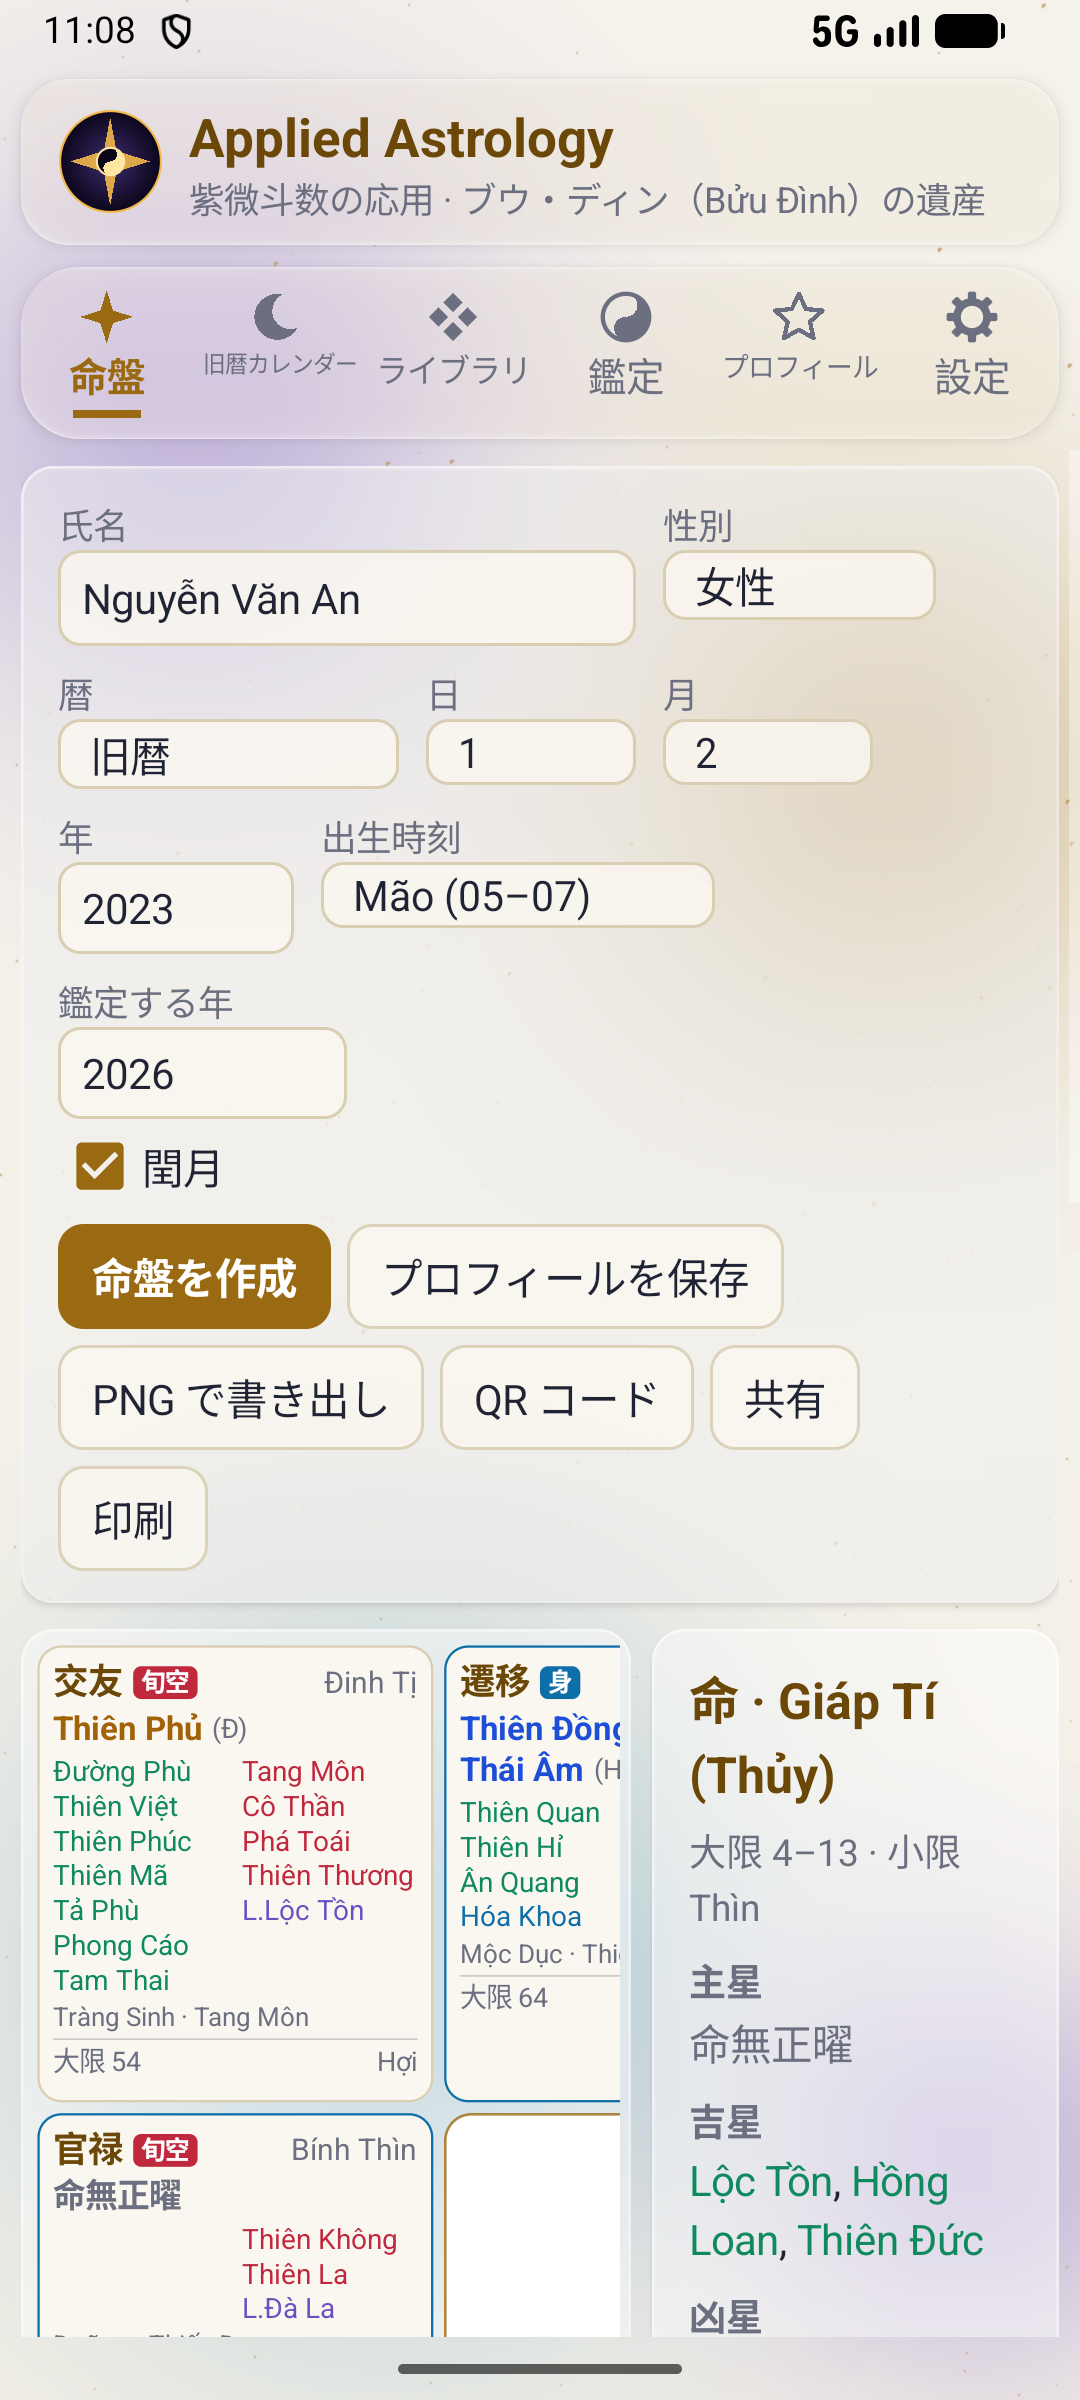 11:08
5G
Applied Astrology
紫微斗数の応用 · ブウ・ディン（Bửu Đình）の遺産
命盤
旧暦カレンダー
ライブラリ
鑑定
プロフィール
設定
氏名
性別
Nguyễn Văn An
女性
暦
日
月
旧暦
1
2
年
出生時刻
2023
Mão (05–07)
鑑定する年
2026
閏月
命盤を作成
プロフィールを保存
PNG で書き出し
QR コード
共有
印刷
交友 旬空 Đinh Tị
Thiên Phủ (Đ)
Đường Phù Tang Môn
Thiên Việt Cô Thần
Thiên Phúc Phá Toái
Thiên Mã Thiên Thương
Tả Phù L.Lộc Tồn
Phong Cáo
Tam Thai
Tràng Sinh · Tang Môn
大限 54 Hợi
遷移 身
Thiên Đồng
Thái Âm (H
Thiên Quan
Thiên Hỉ
Ân Quang
Hóa Khoa
Mộc Dục · Thi
大限 64
官禄 旬空 Bính Thìn
命無正曜
Thiên Không
Thiên La
L.Đà La
命 · Giáp Tí
(Thủy)
大限 4–13 · 小限
Thìn
主星
命無正曜
吉星
Lộc Tồn, Hồng
Loan, Thiên Đức
凶星